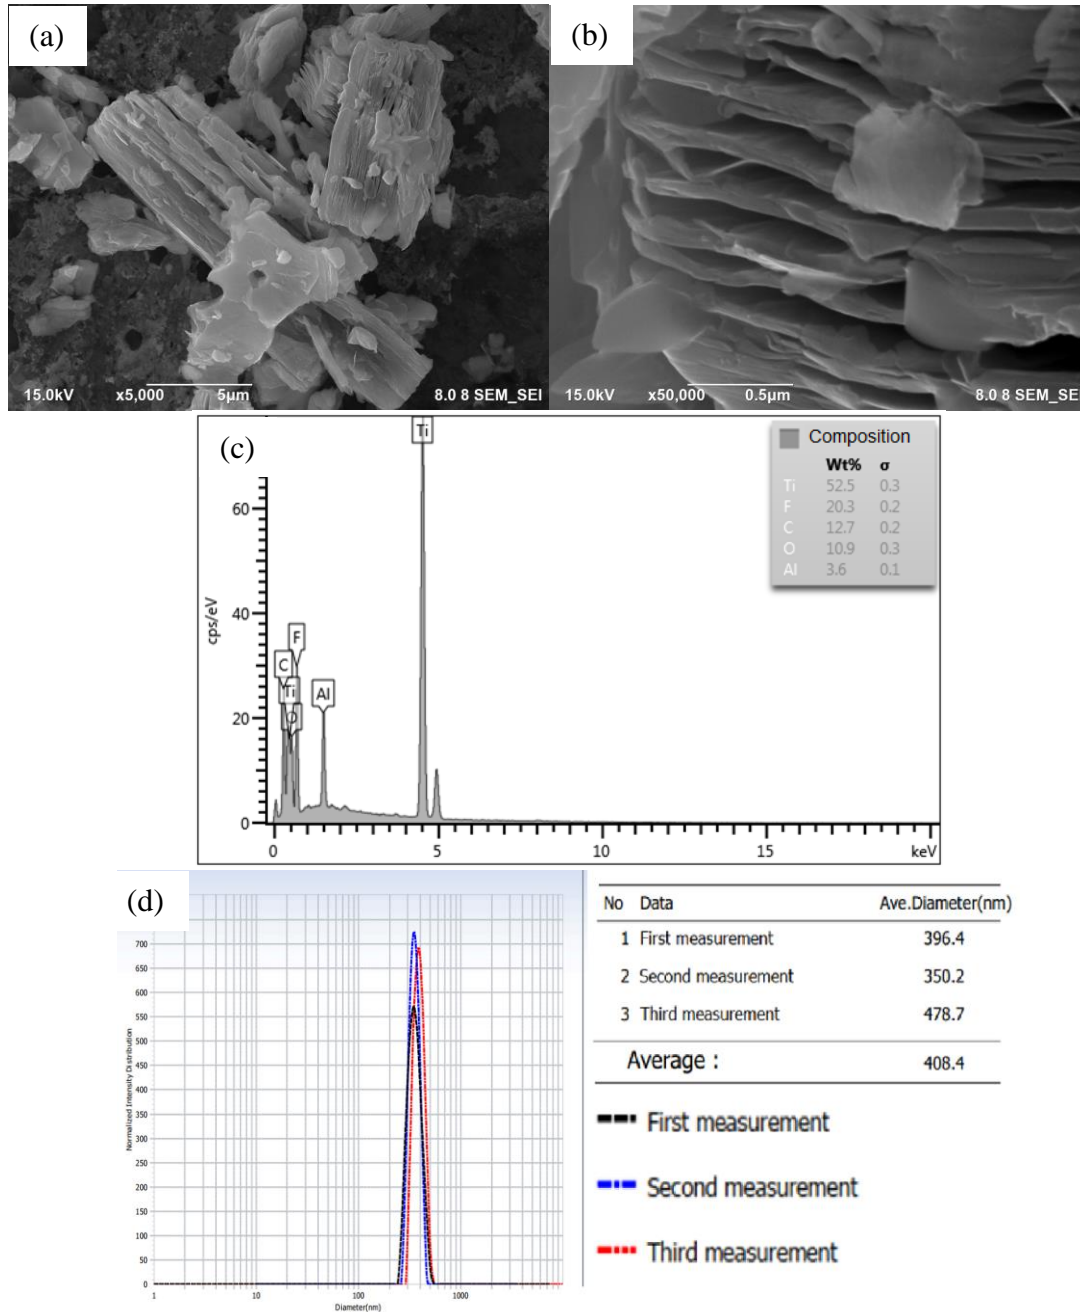 (a)
15.0kV x5,000 5µm 8.0 8 SEM_SEI
(b)
15.0kV x50,000 0.5µm 8.0 8 SEM_SE
(c)
Ti
F
C
Ti
O
Al
Composition
Wt% σ
Ti 52.5 0.3
F 20.3 0.2
C 12.7 0.2
O 10.9 0.3
Al 3.6 0.1
cps/eV
60
40
20
0
0 5 10 15 keV
(d)
Normalized Intensity Distribution
700
650
600
550
500
450
400
350
300
250
200
150
100
50
0
1 10 100 1000
Diameter(nm)
No Data Ave.Diameter(nm)
1 First measurement 396.4
2 Second measurement 350.2
3 Third measurement 478.7
Average : 408.4
First measurement
Second measurement
Third measurement